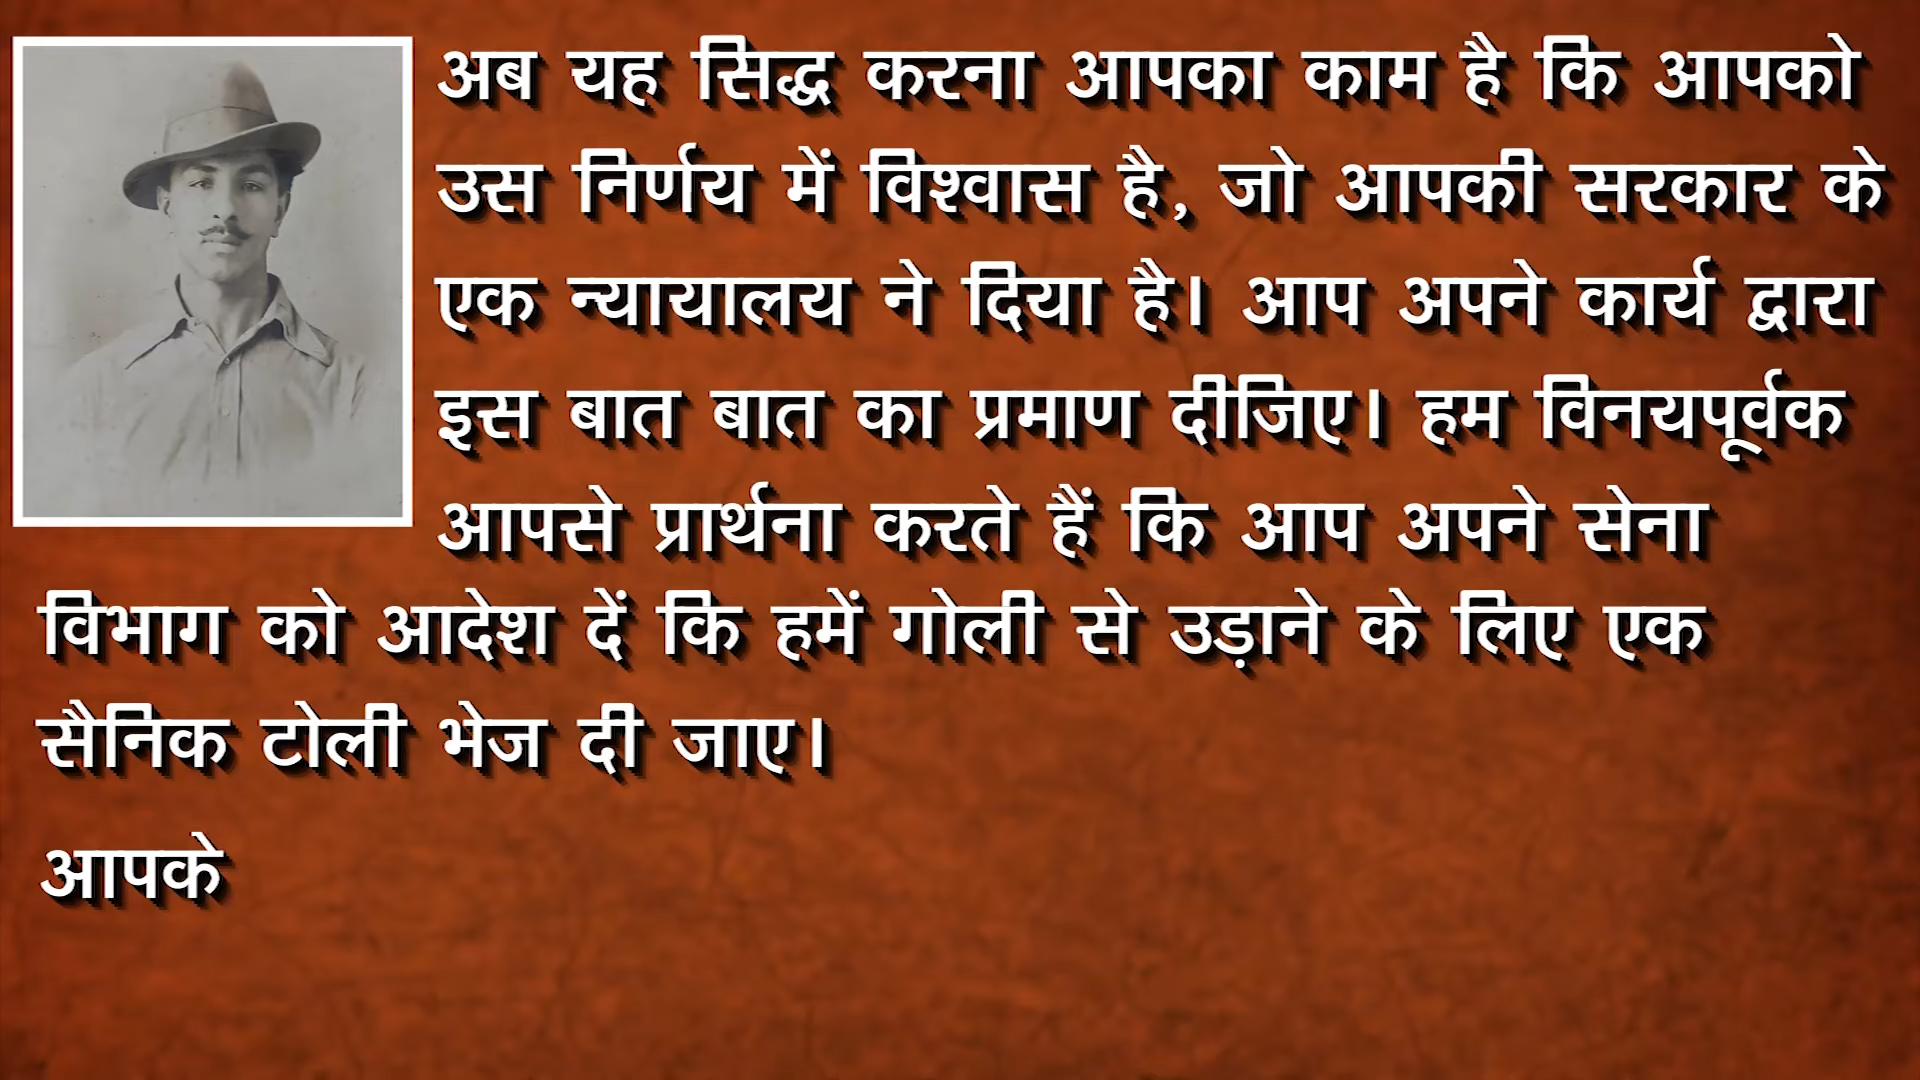 अब यह सिद्ध करना आपका काम है कि आपको
उस निर्णय में विश्वास है, जो आपकी सरकार के
एक न्यायालय ने दिया है। आप अपने कार्य द्वारा
इस बात बात का प्रमाण दीजिए। हम विनयपूर्वक
आपसे प्रार्थना करते हैं कि आप अपने सेना
विभाग को आदेश दें कि हमें गोली से उड़ाने के लिए एक
सैनिक टोली भेज दी जाए।
आपके